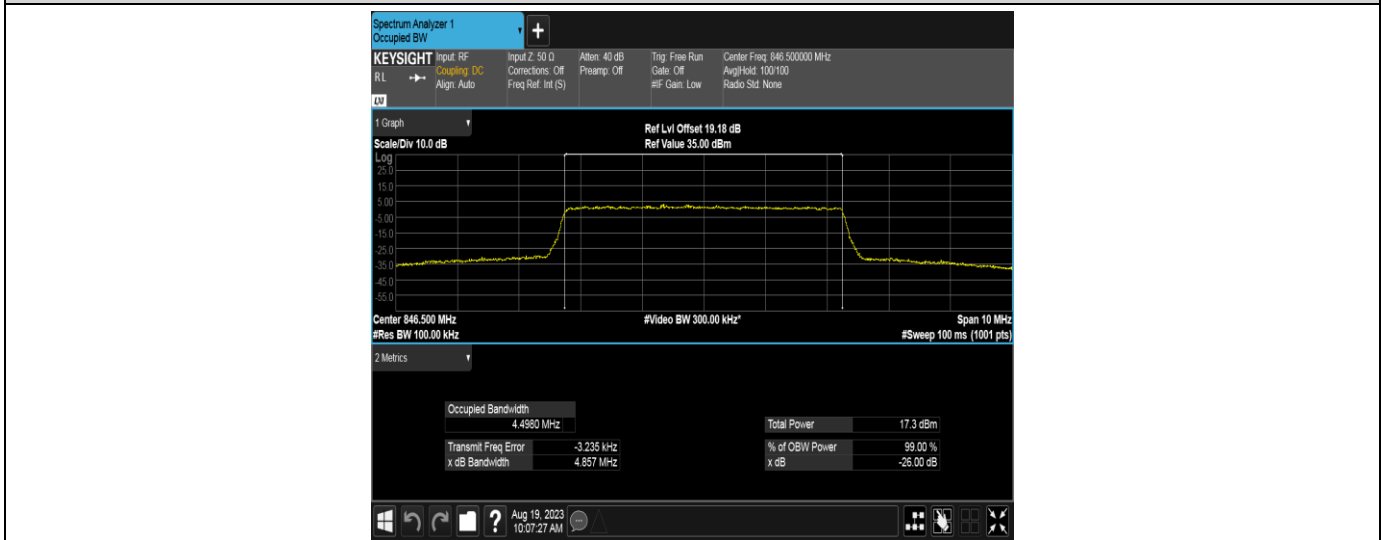 Spectrum Analyzer 1
Occupied BW
+
KEYSIGHT Input: RF Input Z: 50 Ω Atten: 40 dB Trig: Free Run Center Freq: 846.500000 MHz
RL Coupling: DC Corrections: Off Preamp: Off Gate: Off Avg|Hold: 100/100
Align: Auto Freq Ref: Int (S) #IF Gain: Low Radio Std: None
LXI
1 Graph
Ref Lvl Offset 19.18 dB
Scale/Div 10.0 dB Ref Value 35.00 dBm
Log
25.0
15.0
5.00
-5.00
-15.0
-25.0
-35.0
-45.0
-55.0
Center 846.500 MHz #Video BW 300.00 kHz* Span 10 MHz
#Res BW 100.00 kHz #Sweep 100 ms (1001 pts)
2 Metrics
Occupied Bandwidth
4.4980 MHz Total Power 17.3 dBm
Transmit Freq Error -3.235 kHz % of OBW Power 99.00 %
x dB Bandwidth 4.857 MHz x dB -26.00 dB
? Aug 19, 2023
10:07:27 AM